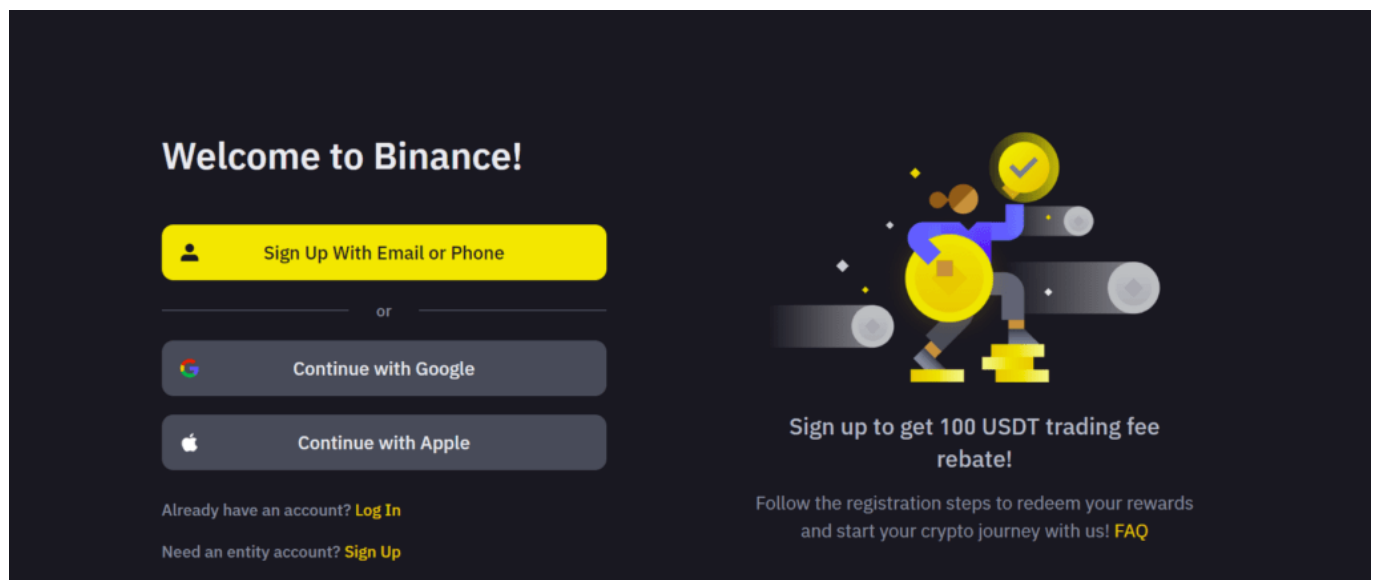 Welcome to Binance!
Sign Up With Email or Phone
or
Continue with Google
Continue with Apple
Already have an account? Log In
Need an entity account? Sign Up
Sign up to get 100 USDT trading fee
rebate!
Follow the registration steps to redeem your rewards
and start your crypto journey with us! FAQ